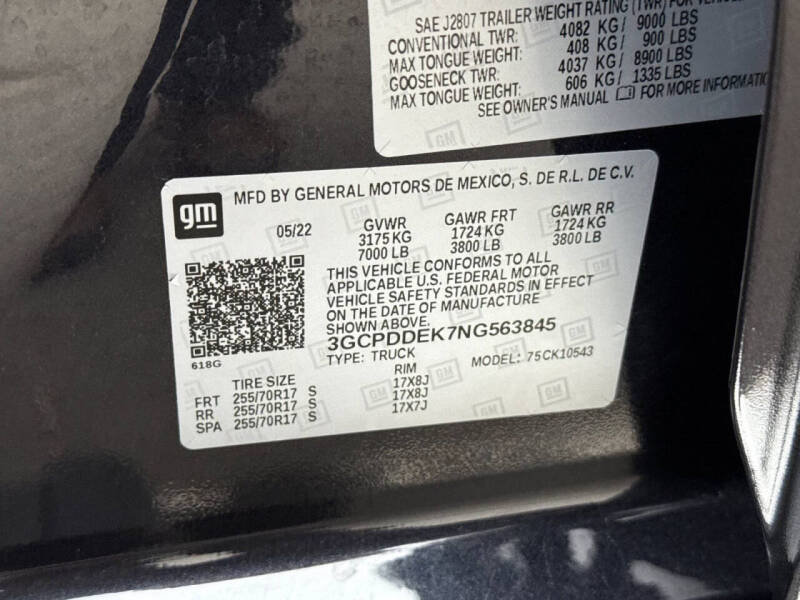 SAE J2807 TRAILER WEIGHT RATING (TWR) FOR
CONVENTIONAL TWR: 4082 KG/ 9000 LBS
MAX TONGUE WEIGHT: 408 KG/ 900 LBS
GOOSENECK TWR: 4037 KG/ 8900 LBS
MAX TONGUE WEIGHT: 606 KG/ 1335 LBS
SEE OWNER'S MANUAL FOR MORE INFORMATIO
gm
MFD BY GENERAL MOTORS DE MEXICO, S. DE R.L. DE C.V.
05/22 GVWR GAWR FRT GAWR RR
3175 KG 1724 KG 1724 KG
7000 LB 3800 LB 3800 LB
THIS VEHICLE CONFORMS TO ALL
APPLICABLE U.S. FEDERAL MOTOR
VEHICLE SAFETY STANDARDS IN EFFECT
ON THE DATE OF MANUFACTURE
SHOWN ABOVE.
3GCPDDEK7NG563845
618G
TYPE: TRUCK MODEL: 75CK10543
TIRE SIZE RIM
FRT 255/70R17 S 17X8J
RR 255/70R17 S 17X8J
SPA 255/70R17 S 17X7J